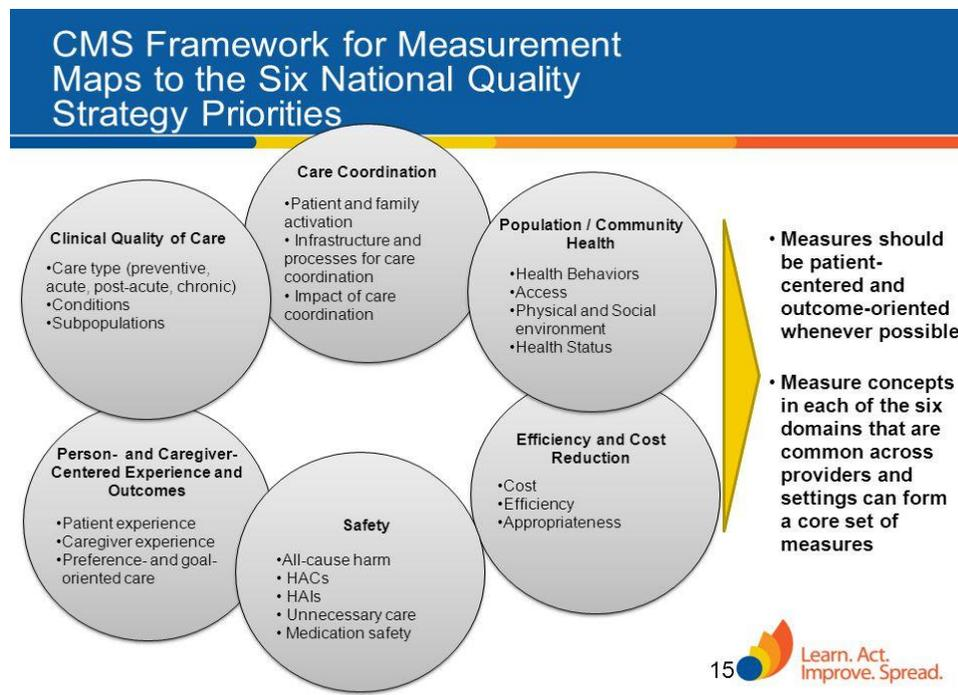 CMS Framework for Measurement
Maps to the Six National Quality
Strategy Priorities
Care Coordination
•Patient and family
activation
• Infrastructure and
processes for care
coordination
• Impact of care
coordination
Clinical Quality of Care
•Care type (preventive,
acute, post-acute, chronic)
•Conditions
•Subpopulations
Population / Community
Health
•Health Behaviors
•Access
•Physical and Social
environment
•Health Status
Person- and Caregiver-
Centered Experience and
Outcomes
•Patient experience
•Caregiver experience
•Preference- and goal-
oriented care
Safety
•All-cause harm
• HACs
• HAIs
• Unnecessary care
• Medication safety
Efficiency and Cost
Reduction
•Cost
•Efficiency
•Appropriateness
• Measures should
be patient-
centered and
outcome-oriented
whenever possible
• Measure concepts
in each of the six
domains that are
common across
providers and
settings can form
a core set of
measures
15
Learn. Act.
Improve. Spread.